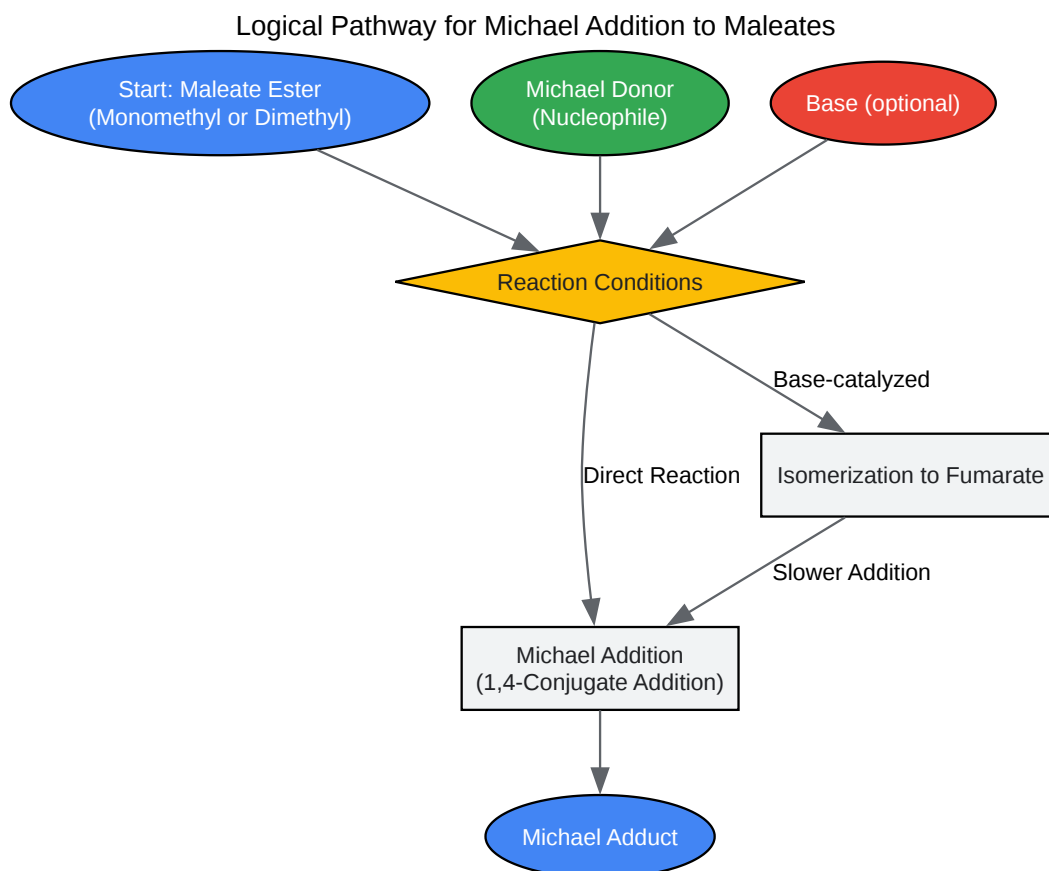 Logical Pathway for Michael Addition to Maleates
Start: Maleate Ester
(Monomethyl or Dimethyl)
Michael Donor
(Nucleophile)
Base (optional)
Reaction Conditions
Base-catalyzed
Direct Reaction
Isomerization to Fumarate
Slower Addition
Michael Addition
(1,4-Conjugate Addition)
Michael Adduct